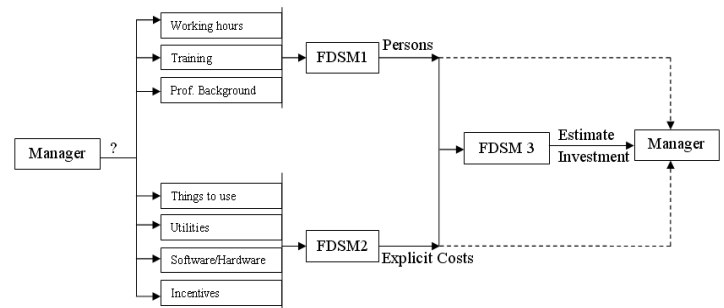 Working hours
Training
Prof. Background
FDSM1
Persons
Manager
?
FDSM 3
Estimate
Investment
Manager
Things to use
Utilities
Software/Hardware
Incentives
FDSM2
Explicit Costs